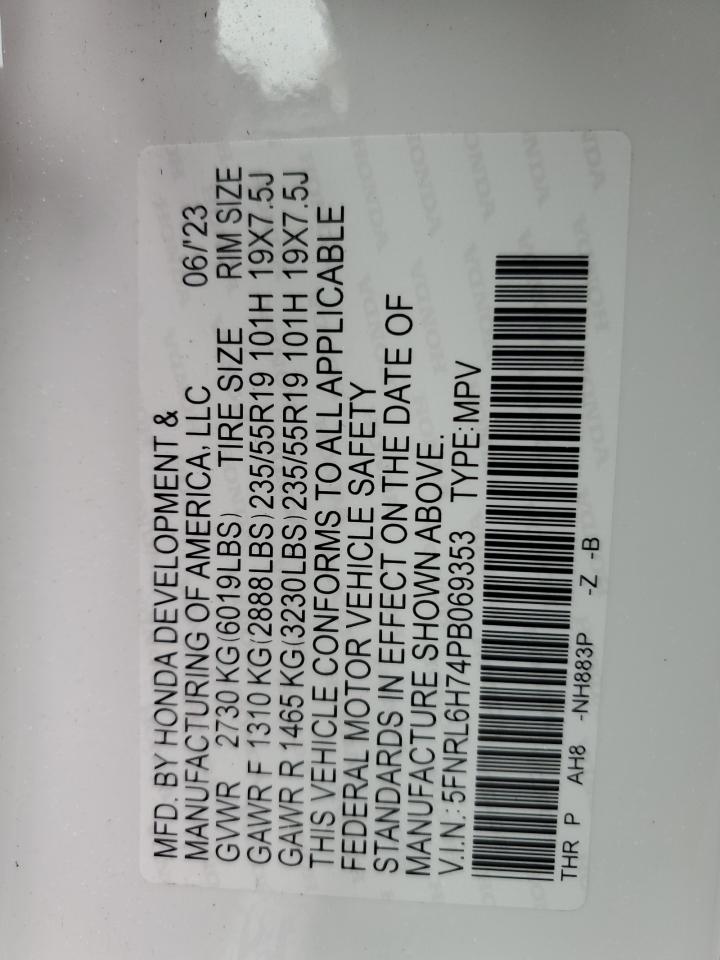 MFD. BY HONDA DEVELOPMENT &
MANUFACTURING OF AMERICA, LLC 06/'23
GVWR 2730 KG(6019LBS) TIRE SIZE RIM SIZE
GAWR F 1310 KG(2888LBS) 235/55R19 101H 19X7.5J
GAWR R 1465 KG(3230LBS) 235/55R19 101H 19X7.5J
THIS VEHICLE CONFORMS TO ALL APPLICABLE
FEDERAL MOTOR VEHICLE SAFETY
STANDARDS IN EFFECT ON THE DATE OF
MANUFACTURE SHOWN ABOVE.
V.I.N.: 5FNRL6H74PB069353 TYPE: MPV
THR P AH8 -NH883P -Z -B